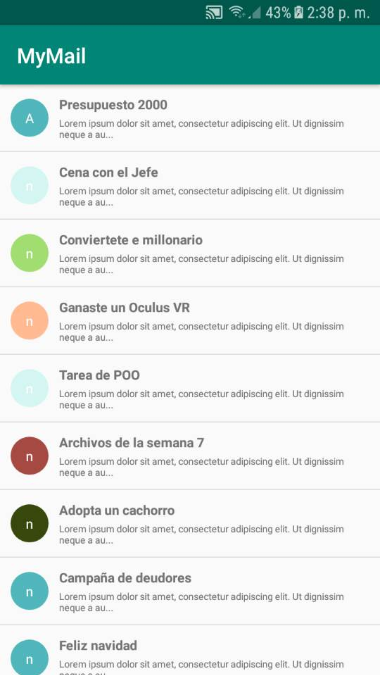 43% 2:38 p. m.
MyMail
A
Presupuesto 2000
Lorem ipsum dolor sit amet, consectetur adipiscing elit. Ut dignissim
neque a au...
n
Cena con el Jefe
Lorem ipsum dolor sit amet, consectetur adipiscing elit. Ut dignissim
neque a au...
n
Conviertete e millonario
Lorem ipsum dolor sit amet, consectetur adipiscing elit. Ut dignissim
neque a au...
n
Ganaste un Oculus VR
Lorem ipsum dolor sit amet, consectetur adipiscing elit. Ut dignissim
neque a au...
n
Tarea de POO
Lorem ipsum dolor sit amet, consectetur adipiscing elit. Ut dignissim
neque a au...
n
Archivos de la semana 7
Lorem ipsum dolor sit amet, consectetur adipiscing elit. Ut dignissim
neque a au...
n
Adopta un cachorro
Lorem ipsum dolor sit amet, consectetur adipiscing elit. Ut dignissim
neque a au...
n
Campaña de deudores
Lorem ipsum dolor sit amet, consectetur adipiscing elit. Ut dignissim
neque a au...
n
Feliz navidad
Lorem ipsum dolor sit amet, consectetur adipiscing elit. Ut dignissim